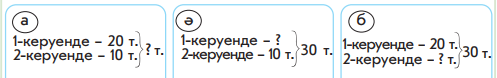 а
1-керуенде – 20 т.
2-керуенде – 10 т.
? т.
ә
1-керуенде – ?
2-керуенде – 10 т.
30 т.
б
1-керуенде – 20 т.
2-керуенде – ? т.
30 т.